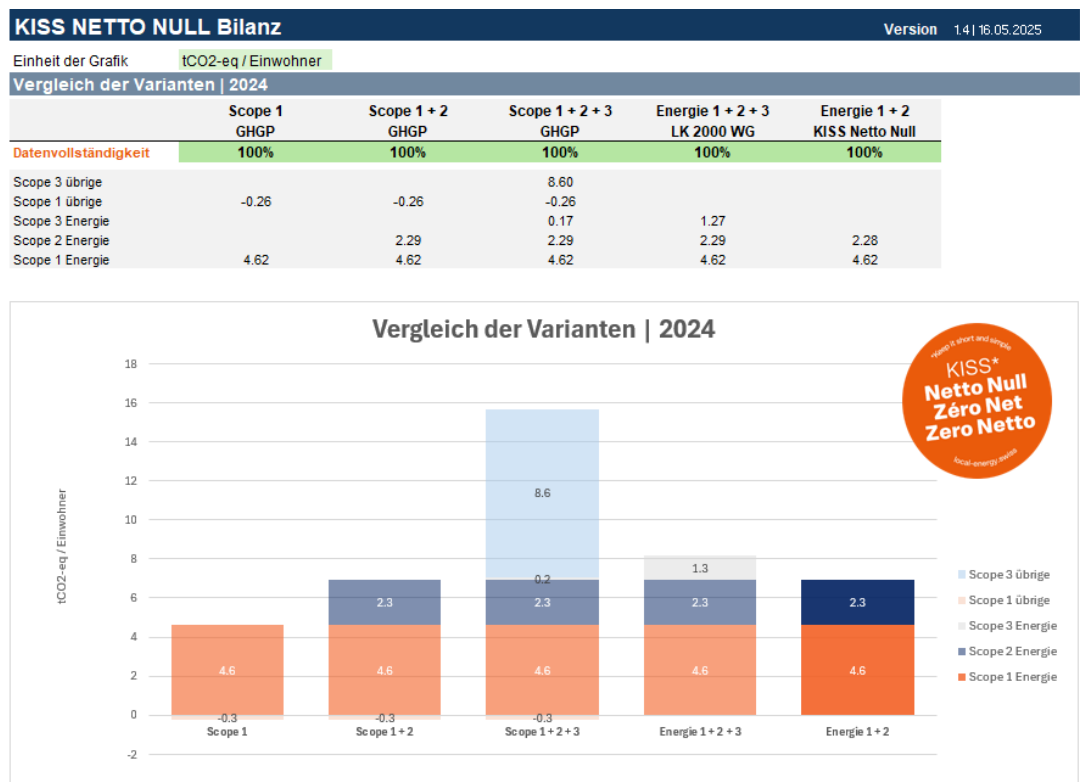 KISS NETTO NULL Bilanz Version 1.4 | 16.05.2025
Einheit der Grafik tCO2-eq / Einwohner
Vergleich der Varianten | 2024
Scope 1 Scope 1 + 2 Scope 1 + 2 + 3 Energie 1 + 2 + 3 Energie 1 + 2
GHGP GHGP GHGP LK 2000 WG KISS Netto Null
Datenvollständigkeit 100% 100% 100% 100% 100%
Scope 3 übrige 8.60
Scope 1 übrige -0.26 -0.26 -0.26
Scope 3 Energie 0.17 1.27
Scope 2 Energie 2.29 2.29 2.29 2.28
Scope 1 Energie 4.62 4.62 4.62 4.62 4.62
Vergleich der Varianten | 2024
*Keep it short and simple
KISS*
Netto Null
Zéro Net
Zero Netto
local-energy.swiss
tCO2-eq / Einwohner
18
16
14
12
10
8
6
4
2
0
-2
8.6
0.2
1.3
2.3 2.3 2.3 2.3
4.6 4.6 4.6 4.6 4.6
-0.3 -0.3 -0.3
Scope 1 Scope 1 + 2 Scope 1 + 2 + 3 Energie 1 + 2 + 3 Energie 1 + 2
Scope 3 übrige
Scope 1 übrige
Scope 3 Energie
Scope 2 Energie
Scope 1 Energie